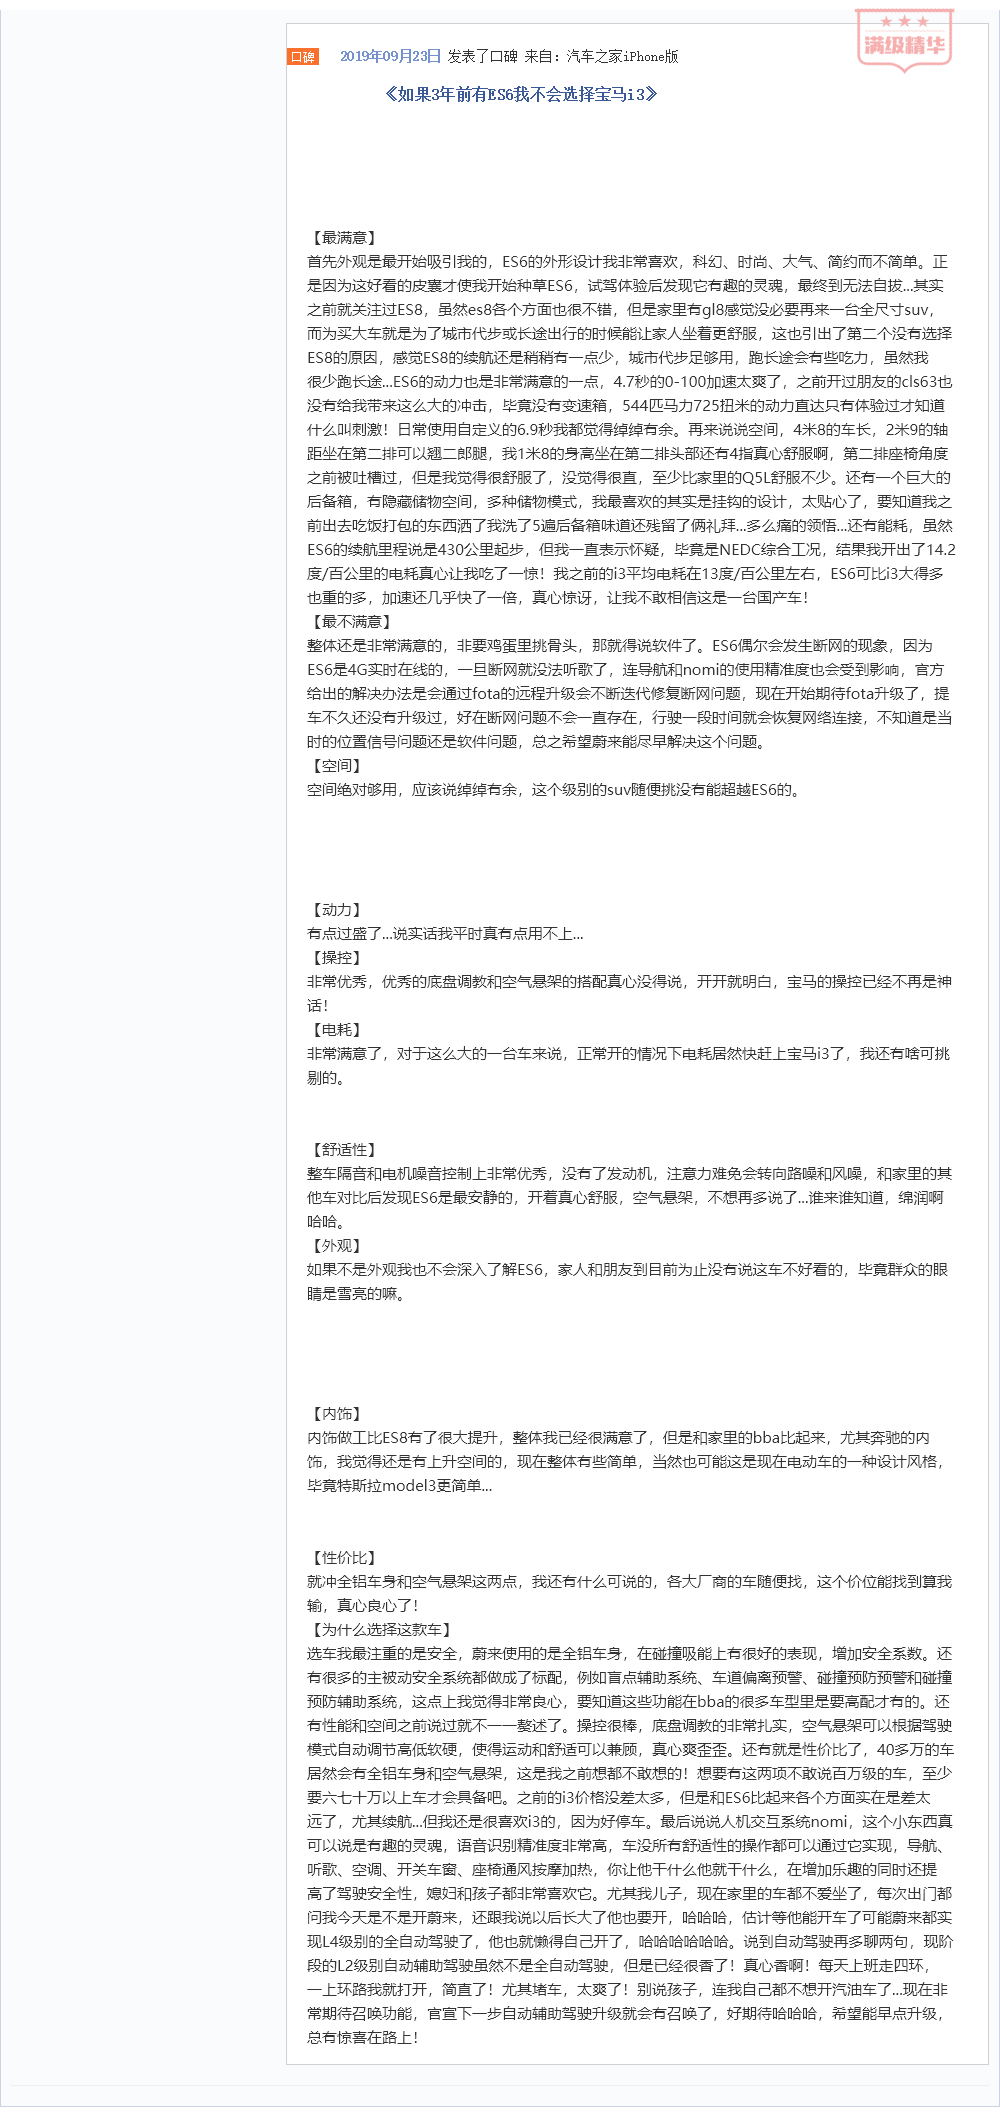 满级精华
口碑 2019年09月23日 发表了口碑 来自：汽车之家iPhone版
《如果3年前有ES6我不会选择宝马i3》
【最满意】
首先外观是最开始吸引我的，ES6的外形设计我非常喜欢，科幻、时尚、大气、简约而不简单。正
是因为这好看的皮囊才使我开始种草ES6，试驾体验后发现它有趣的灵魂，最终到无法自拔...其实
之前就关注过ES8，虽然es8各个方面也很不错，但是家里有gl8感觉没必要再来一台全尺寸suv，
而为买大车就是为了城市代步或长途出行的时候能让家人坐着更舒服，这也引出了第二个没有选择
ES8的原因，感觉ES8的续航还是稍稍有一点少，城市代步足够用，跑长途会有些吃力，虽然我
很少跑长途...ES6的动力也是非常满意的一点，4.7秒的0-100加速太爽了，之前开过朋友的cls63也
没有给我带来这么大的冲击，毕竟没有变速箱，544匹马力725扭米的动力直达只有体验过才知道
什么叫刺激！日常使用自定义的6.9秒我都觉得绰绰有余。再来说说空间，4米8的车长，2米9的轴
距坐在第二排可以翘二郎腿，我1米8的身高坐在第二排头部还有4指真心舒服啊，第二排座椅角度
之前被吐槽过，但是我觉得很舒服了，没觉得很直，至少比家里的Q5L舒服不少。还有一个巨大的
后备箱，有隐藏储物空间，多种储物模式，我最喜欢的其实是挂钩的设计，太贴心了，要知道我之
前出去吃饭打包的东西洒了我洗了5遍后备箱味道还残留了俩礼拜...多么痛的领悟...还有能耗，虽然
ES6的续航里程说是430公里起步，但我一直表示怀疑，毕竟是NEDC综合工况，结果我开出了14.2
度/百公里的电耗真心让我吃了一惊！我之前的i3平均电耗在13度/百公里左右，ES6可比i3大得多
也重的多，加速还几乎快了一倍，真心惊讶，让我不敢相信这是一台国产车！
【最不满意】
整体还是非常满意的，非要鸡蛋里挑骨头，那就得说软件了。ES6偶尔会发生断网的现象，因为
ES6是4G实时在线的，一旦断网就没法听歌了，连导航和nomi的使用精准度也会受到影响，官方
给出的解决办法是会通过fota的远程升级会不断迭代修复断网问题，现在开始期待fota升级了，提
车不久还没有升级过，好在断网问题不会一直存在，行驶一段时间就会恢复网络连接，不知道是当
时的位置信号问题还是软件问题，总之希望蔚来能尽早解决这个问题。
【空间】
空间绝对够用，应该说绰绰有余，这个级别的suv随便挑没有能超越ES6的。
【动力】
有点过盛了...说实话我平时真有点用不上...
【操控】
非常优秀，优秀的底盘调教和空气悬架的搭配真心没得说，开开就明白，宝马的操控已经不再是神
话！
【电耗】
非常满意了，对于这么大的一台车来说，正常开的情况下电耗居然快赶上宝马i3了，我还有啥可挑
剔的。
【舒适性】
整车隔音和电机噪音控制上非常优秀，没有了发动机，注意力难免会转向路噪和风噪，和家里的其
他车对比后发现ES6是最安静的，开着真心舒服，空气悬架，不想再多说了...谁来谁知道，绵润啊
哈哈。
【外观】
如果不是外观我也不会深入了解ES6，家人和朋友到目前为止没有说这车不好看的，毕竟群众的眼
睛是雪亮的嘛。
【内饰】
内饰做工比ES8有了很大提升，整体我已经很满意了，但是和家里的bba比起来，尤其奔驰的内
饰，我觉得还是有上升空间的，现在整体有些简单，当然也可能这是现在电动车的一种设计风格，
毕竟特斯拉model3更简单...
【性价比】
就冲全铝车身和空气悬架这两点，我还有什么可说的，各大厂商的车随便找，这个价位能找到算我
输，真心良心了！
【为什么选择这款车】
选车我最注重的是安全，蔚来使用的是全铝车身，在碰撞吸能上有很好的表现，增加安全系数。还
有很多的主被动安全系统都做成了标配，例如盲点辅助系统、车道偏离预警、碰撞预防预警和碰撞
预防辅助系统，这点上我觉得非常良心，要知道这些功能在bba的很多车型里是要高配才有的。还
有性能和空间之前说过就不一一赘述了。操控很棒，底盘调教的非常扎实，空气悬架可以根据驾驶
模式自动调节高低软硬，使得运动和舒适可以兼顾，真心爽歪歪。还有就是性价比了，40多万的车
居然会有全铝车身和空气悬架，这是我之前想都不敢想的！想要有这两项不敢说百万级的车，至少
要六七十万以上车才会具备吧。之前的i3价格没差太多，但是和ES6比起来各个方面实在是差太
远了，尤其续航...但我还是很喜欢i3的，因为好停车。最后说说人机交互系统nomi，这个小东西真
可以说是有趣的灵魂，语音识别精准度非常高，车没所有舒适性的操作都可以通过它实现，导航、
听歌、空调、开关车窗、座椅通风按摩加热，你让他干什么他就干什么，在增加乐趣的同时还提
高了驾驶安全性，媳妇和孩子都非常喜欢它。尤其我儿子，现在家里的车都不爱坐了，每次出门都
问我今天是不是开蔚来，还跟我说以后长大了他也要开，哈哈哈，估计等他能开车了可能蔚来都实
现L4级别的全自动驾驶了，他也就懒得自己开了，哈哈哈哈哈哈。说到自动驾驶再多聊两句，现阶
段的L2级别自动辅助驾驶虽然不是全自动驾驶，但是已经很香了！真心香啊！每天上班走四环，
一上环路我就打开，简直了！尤其堵车，太爽了！别说孩子，连我自己都不想开汽油车了...现在非
常期待召唤功能，官宣下一步自动辅助驾驶升级就会有召唤了，好期待哈哈哈，希望能早点升级，
总有惊喜在路上！